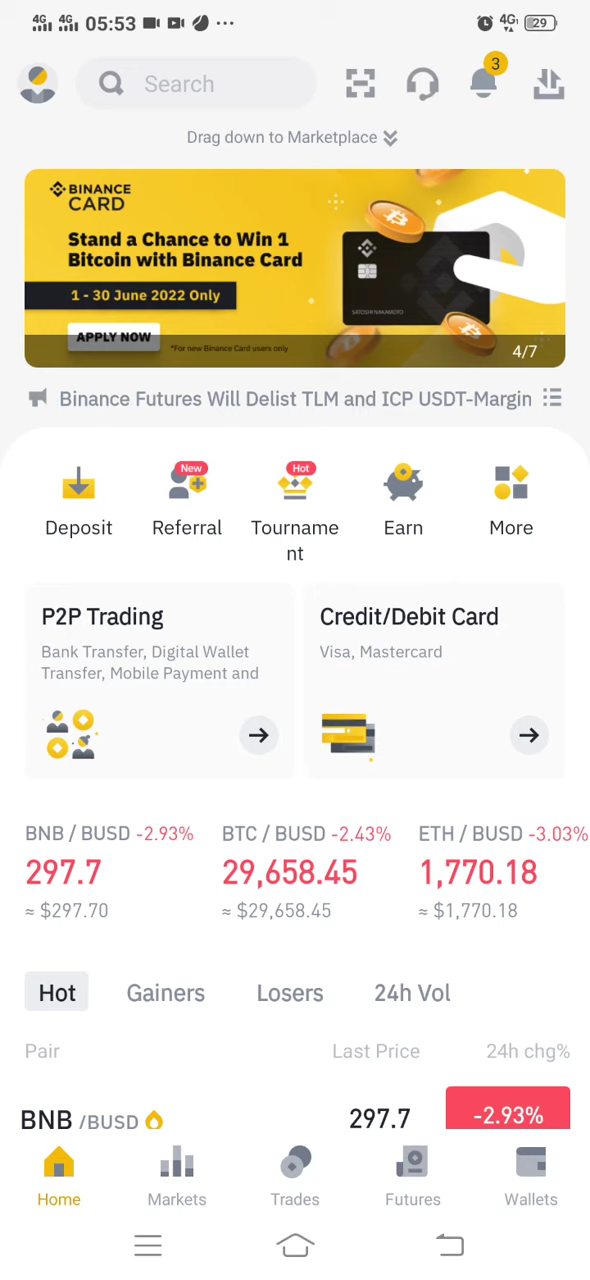 4G 4G 05:53 ... 4G 29
Search 3
Drag down to Marketplace
BINANCE
CARD
Stand a Chance to Win 1
Bitcoin with Binance Card
1 - 30 June 2022 Only
SATOSHI NAKAMOTO
APPLY NOW
*For new Binance Card users only
4/7
Binance Futures Will Delist TLM and ICP USDT-Margin
New Hot
Deposit Referral Tourname Earn More
nt
P2P Trading Credit/Debit Card
Bank Transfer, Digital Wallet Visa, Mastercard
Transfer, Mobile Payment and
BNB / BUSD -2.93% BTC / BUSD -2.43% ETH / BUSD -3.03%
297.7 29,658.45 1,770.18
≈ $297.70 ≈ $29,658.45 ≈ $1,770.18
Hot Gainers Losers 24h Vol
Pair Last Price 24h chg%
BNB /BUSD 297.7 -2.93%
Home Markets Trades Futures Wallets